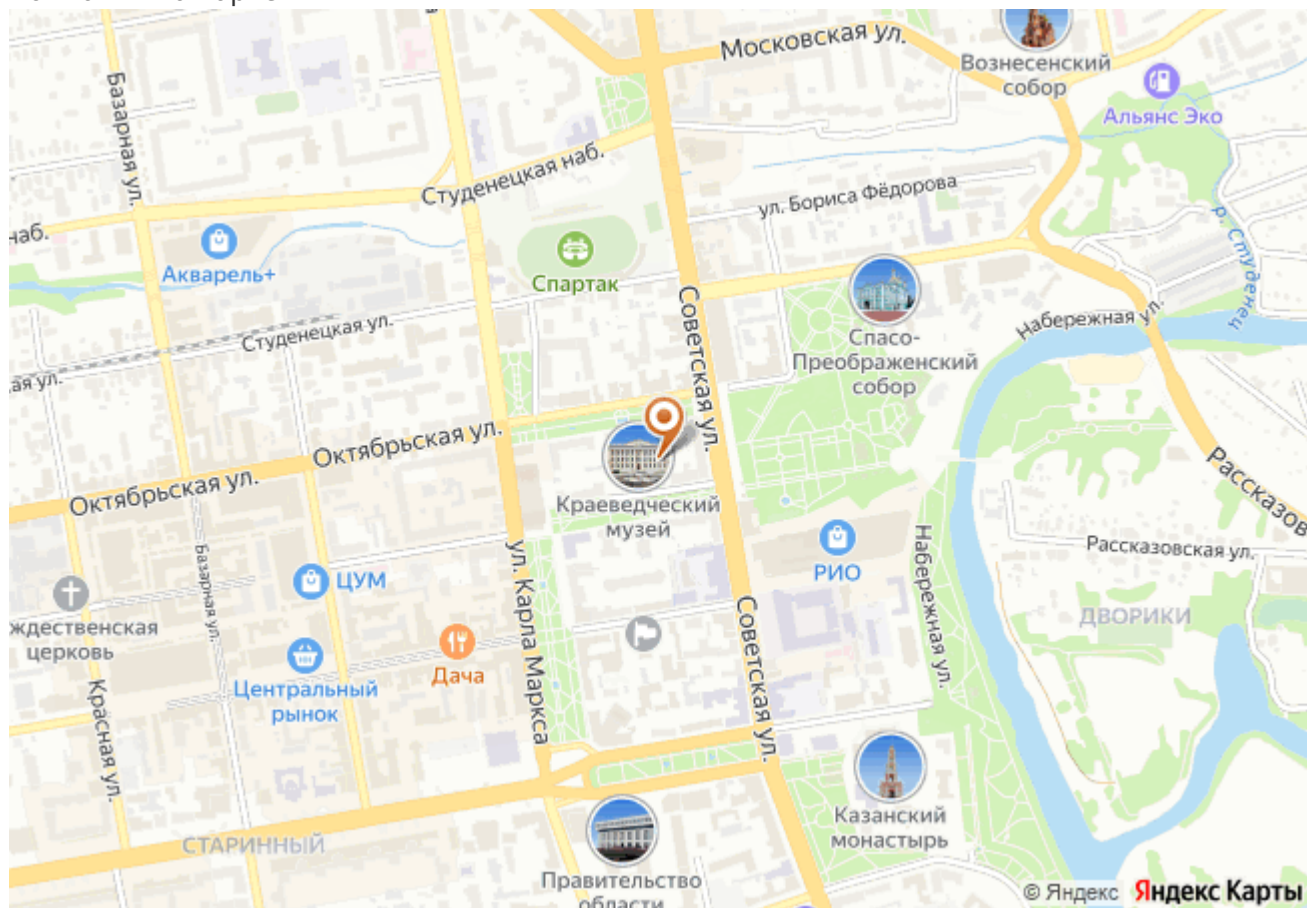 Московская ул.
Вознесенский
собор
Альянс Эко
Базарная ул.
Студенецкая наб.
ул. Бориса Фёдорова
р. Студенец
наб.
Акварель+
Спартак
Студенецкая ул.
Советская ул.
Спасо-
Преображенский
собор
Набережная ул.
ая ул.
Октябрьская ул.
Октябрьская ул.
Краеведческий
музей
РИО
Набережная ул.
Рассказов
Рассказовская ул.
ДВОРИКИ
Базарная ул.
ЦУМ
ул. Карла Маркса
ждественская
церковь
Дача
Центральный
рынок
Красная ул.
Советская ул.
Казанский
монастырь
СТАРИННЫЙ
Правительство
области
© Яндекс Яндекс Карты